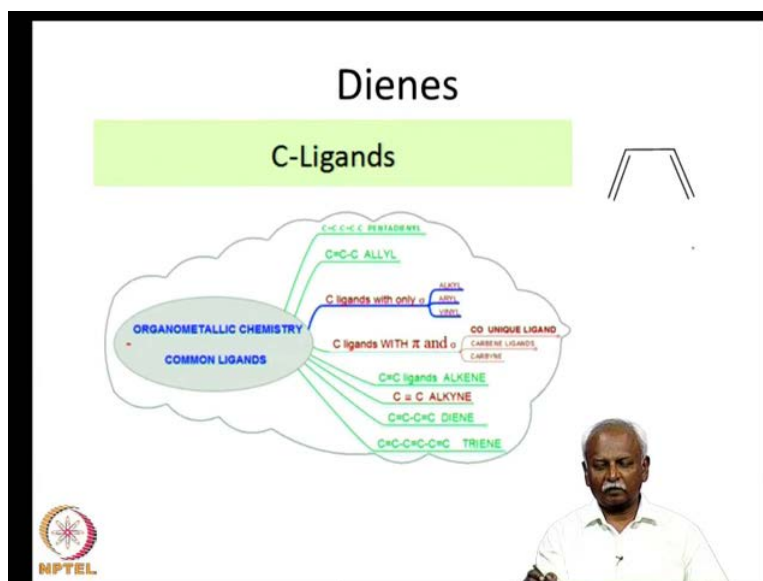 Dienes
C-Ligands
C=C C=C C PENTADIENYL
C=C-C ALLYL
C ligands with only σ
ALKYL
ARYL
VINYL
ORGANOMETALLIC CHEMISTRY
COMMON LIGANDS
C ligands WITH π and σ
CO UNIQUE LIGAND
CARBENE LIGANDS
CARBYNE
C=C ligands ALKENE
C ≡ C ALKYNE
C=C-C=C DIENE
C=C-C=C-C=C TRIENE
NPTEL